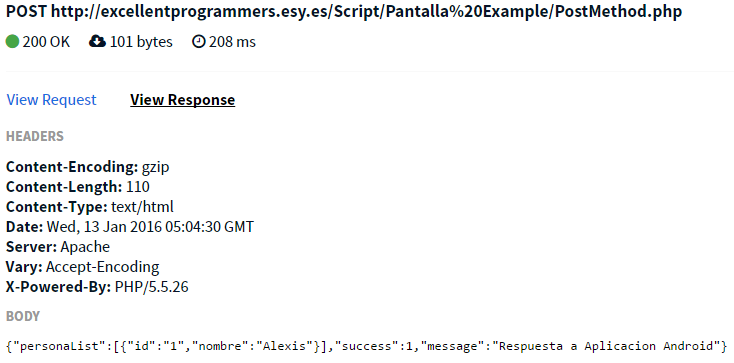 POST http://excellentprogrammers.esy.es/Script/Pantalla%20Example/PostMethod.php
200 OK 101 bytes 208 ms
View Request View Response
HEADERS
Content-Encoding: gzip
Content-Length: 110
Content-Type: text/html
Date: Wed, 13 Jan 2016 05:04:30 GMT
Server: Apache
Vary: Accept-Encoding
X-Powered-By: PHP/5.5.26
BODY
{"personaList":[{"id":"1","nombre":"Alexis"}],"success":1,"message":"Respuesta a Aplicacion Android"}